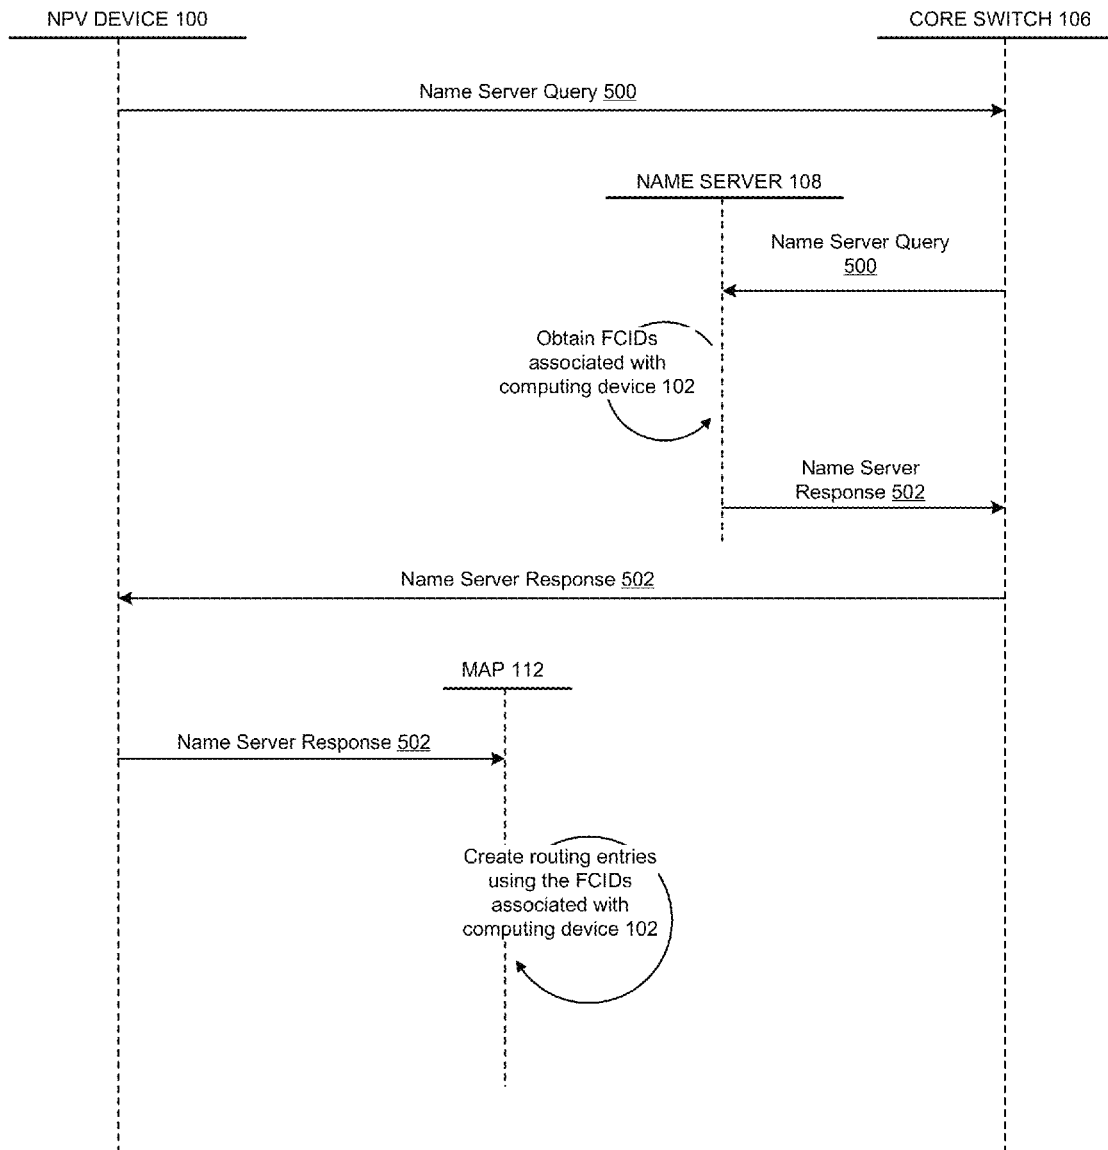 NPV DEVICE 100
CORE SWITCH 106
Name Server Query 500
NAME SERVER 108
Name Server Query
500
Obtain FCIDs
associated with
computing device 102
Name Server
Response 502
Name Server Response 502
MAP 112
Name Server Response 502
Create routing entries
using the FCIDs
associated with
computing device 102